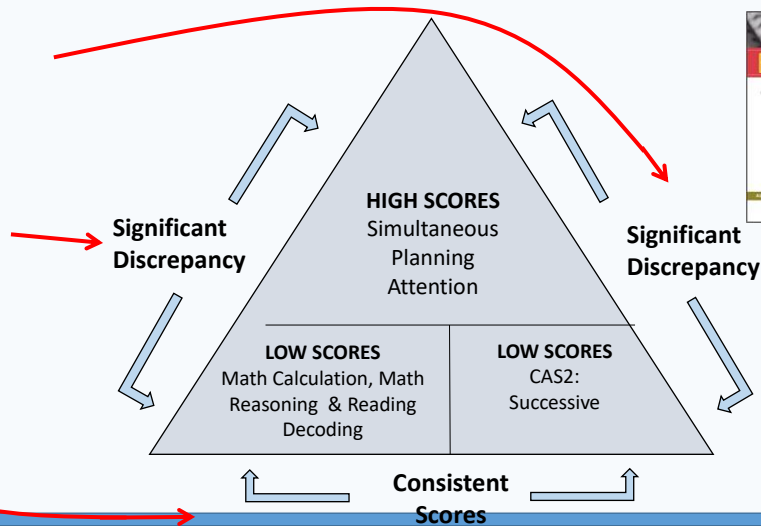 HIGH SCORES
Simultaneous
Planning
Attention
Significant
Discrepancy
Significant
Discrepancy
LOW SCORES
Math Calculation, Math
Reasoning & Reading
Decoding
LOW SCORES
CAS2:
Successive
Consistent
Scores